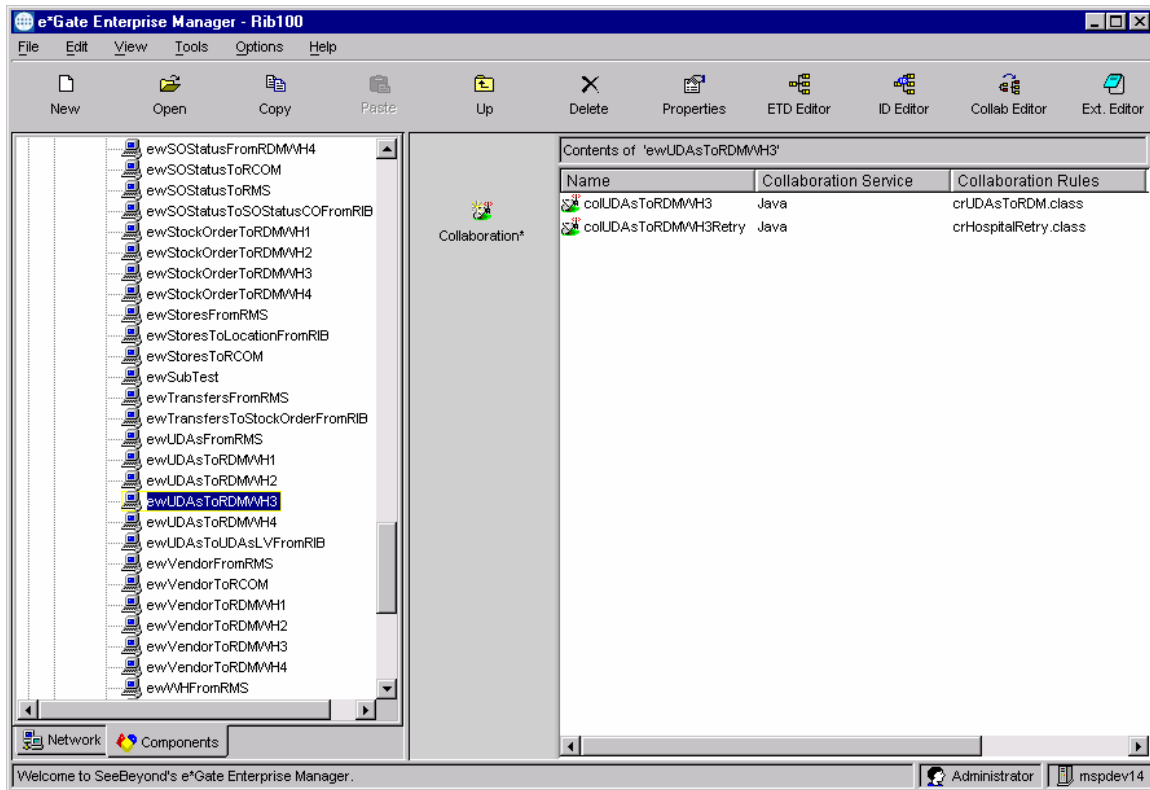 e*Gate Enterprise Manager - Rib100
File Edit View Tools Options Help
New Open Copy Paste Up Delete Properties ETD Editor ID Editor Collab Editor Ext. Editor
ewSOStatusFromRDMWH4
ewSOStatusToRCOM
ewSOStatusToRMS
ewSOStatusToSOStatusCOFromRIB
ewStockOrderToRDMWH1
ewStockOrderToRDMWH2
ewStockOrderToRDMWH3
ewStockOrderToRDMWH4
ewStoresFromRMS
ewStoresToLocationFromRIB
ewStoresToRCOM
ewSubTest
ewTransfersFromRMS
ewTransfersToStockOrderFromRIB
ewUDAsFromRMS
ewUDAsToRDMWH1
ewUDAsToRDMWH2
ewUDAsToRDMWH3
ewUDAsToRDMWH4
ewUDAsToUDAsLVFromRIB
ewVendorFromRMS
ewVendorToRCOM
ewVendorToRDMWH1
ewVendorToRDMWH2
ewVendorToRDMWH3
ewVendorToRDMWH4
ewWHFromRMS
Network Components
Collaboration*
Contents of 'ewUDAsToRDMWH3'
Name Collaboration Service Collaboration Rules
colUDAsToRDMWH3 Java crUDAsToRDM.class
colUDAsToRDMWH3Retry Java crHospitalRetry.class
Welcome to SeeBeyond's e*Gate Enterprise Manager. Administrator mspdev14